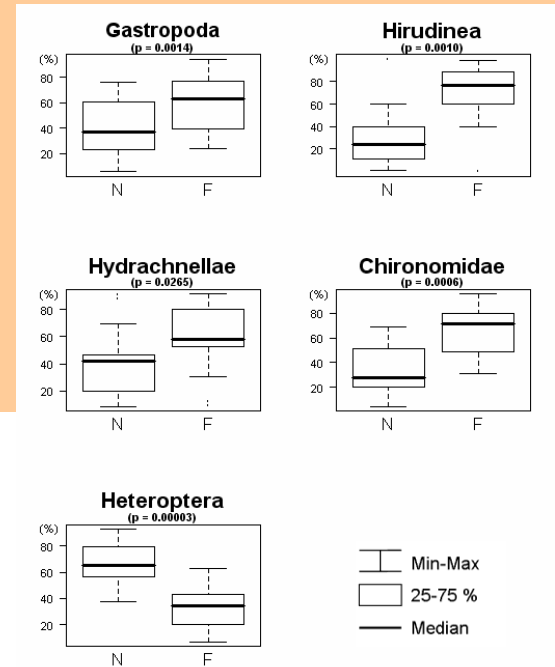 Gastropoda
(p = 0.0014)
(%)
80
60
40
20
N F
Hirudinea
(p = 0.0010)
(%)
80
60
40
20
N F
Hydrachnellae
(p = 0.0265)
(%)
80
60
40
20
N F
Chironomidae
(p = 0.0006)
(%)
80
60
40
20
N F
Heteroptera
(p = 0.00003)
(%)
80
60
40
20
N F
Min-Max
25-75 %
Median